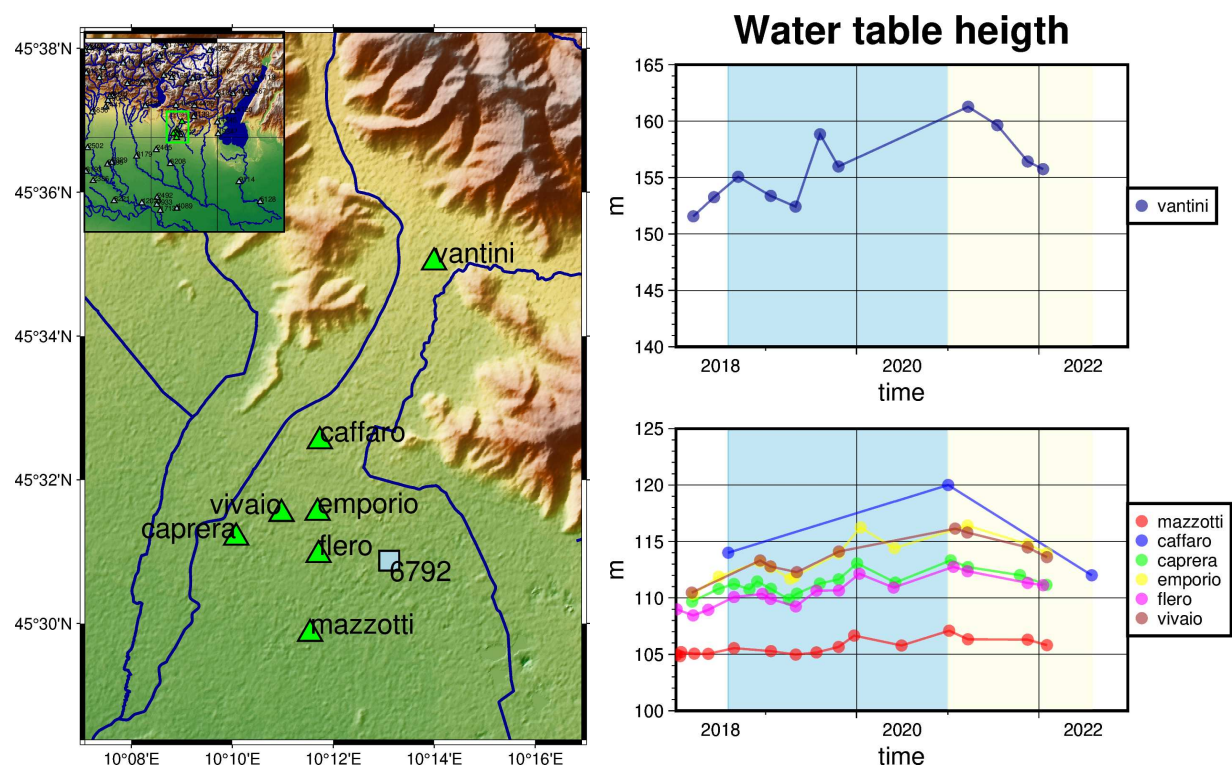 Water table heigth
45°38'N
45°36'N
45°34'N
45°32'N
45°30'N
10°08'E
10°10'E
10°12'E
10°14'E
10°16'E
vantini
caffaro
vivaio
emporio
caprera
flero
6792
mazzotti
165
160
155
150
145
140
m
2018
2020
2022
time
vantini
125
120
115
110
105
100
m
2018
2020
2022
time
mazzotti
caffaro
caprera
emporio
flero
vivaio